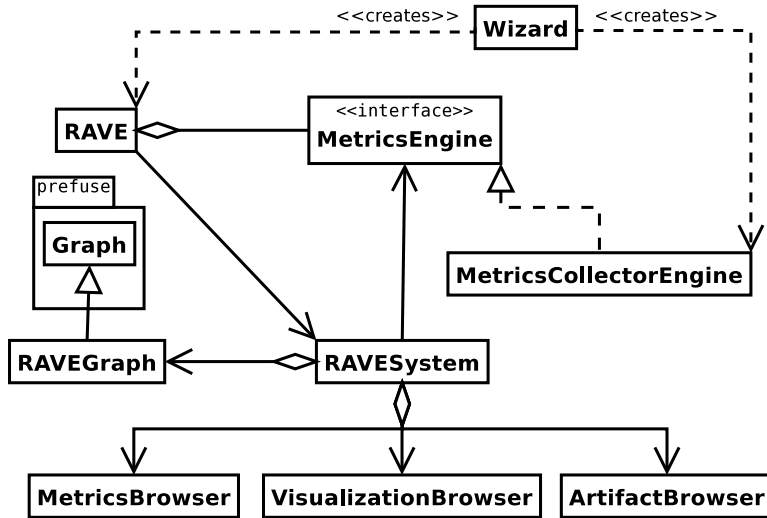 <<creates>>
Wizard
<<creates>>
RAVE
<<interface>>
MetricsEngine
prefuse
Graph
MetricsCollectorEngine
RAVEGraph
RAVESystem
MetricsBrowser
VisualizationBrowser
ArtifactBrowser